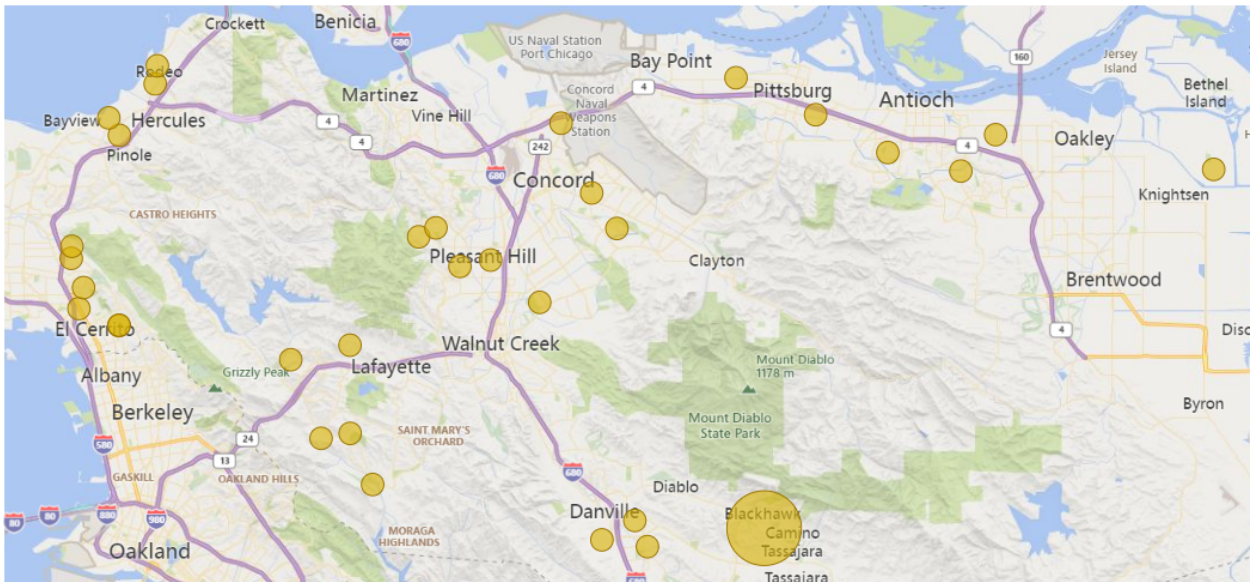 Crockett
Benicia
680
US Naval Station
Port Chicago
Bay Point
160
Jersey
Island
Bethel
Island
Rodeo
Martinez
4
Concord
Naval
Weapons
Station
Pittsburg
Antioch
Bayview
Hercules
Vine Hill
4
4
242
4
Oakley
Pinole
680
Concord
Knightsen
CASTRO HEIGHTS
Pleasant Hill
Clayton
Brentwood
El Cerrito
Walnut Creek
4
Disc
Albany
Grizzly Peak
Lafayette
Mount Diablo
1178 m
Berkeley
Mount Diablo
State Park
Byron
580
24
SAINT MARY'S
ORCHARD
13
GASKILL
OAKLAND HILLS
680
Diablo
80
80
880
980
Danville
Blackhawk
Camino
Tassajara
MORAGA
HIGHLANDS
Oakland
680
Tassajara